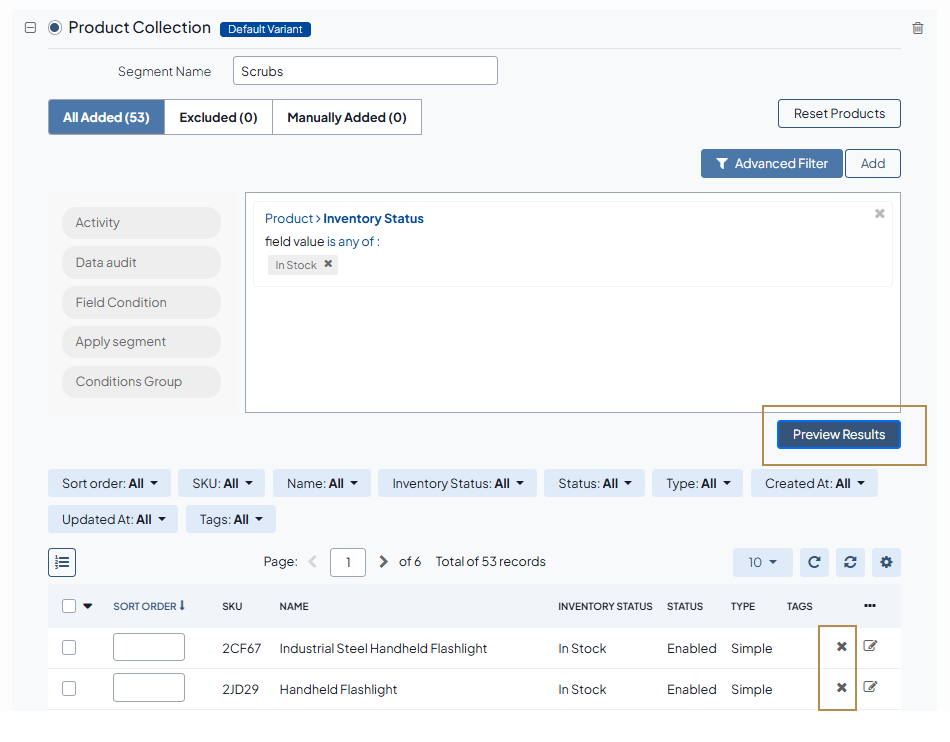 Product Collection Default Variant
Segment Name Scrubs
All Added (53) Excluded (0) Manually Added (0) Reset Products
Advanced Filter Add
Activity
Data audit
Field Condition
Apply segment
Conditions Group
Product > Inventory Status
field value is any of :
In Stock ✖
Preview Results
Sort order: All SKU: All Name: All Inventory Status: All Status: All Type: All Created At: All
Updated At: All Tags: All
Page: < 1 > of 6 Total of 53 records 10
SORT ORDER SKU NAME INVENTORY STATUS STATUS TYPE TAGS
2CF67 Industrial Steel Handheld Flashlight In Stock Enabled Simple
2JD29 Handheld Flashlight In Stock Enabled Simple